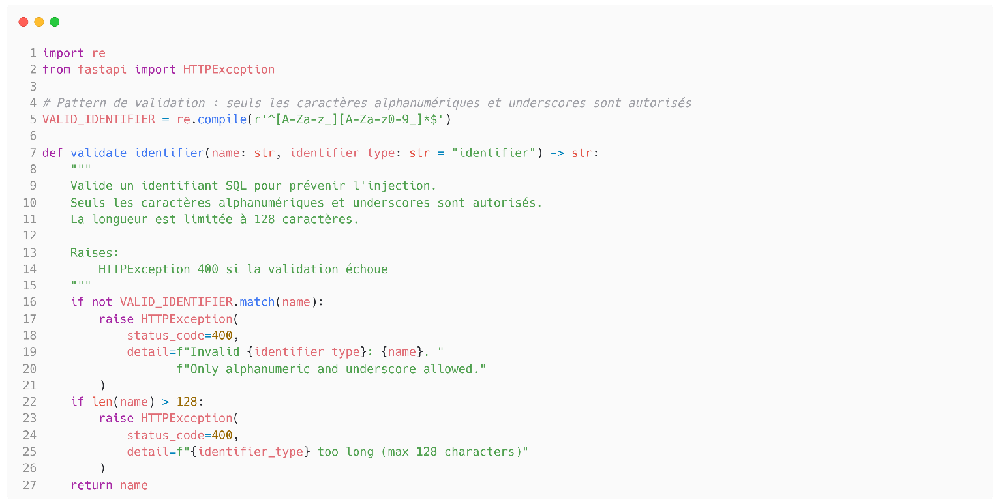 1 import re
2 from fastapi import HTTPException
3
4 # Pattern de validation : seuls les caractères alphanumériques et underscores sont autorisés
5 VALID_IDENTIFIER = re.compile(r'^[A-Za-z_][A-Za-z0-9_]*$')
6
7 def validate_identifier(name: str, identifier_type: str = "identifier") -> str:
8     """
9     Valide un identifiant SQL pour prévenir l'injection.
10     Seuls les caractères alphanumériques et underscores sont autorisés.
11     La longueur est limitée à 128 caractères.
12
13     Raises:
14         HTTPException 400 si la validation échoue
15     """
16     if not VALID_IDENTIFIER.match(name):
17         raise HTTPException(
18             status_code=400,
19             detail=f"Invalid {identifier_type}: {name}. "
20                    f"Only alphanumeric and underscore allowed."
21         )
22     if len(name) > 128:
23         raise HTTPException(
24             status_code=400,
25             detail=f"{identifier_type} too long (max 128 characters)"
26         )
27     return name